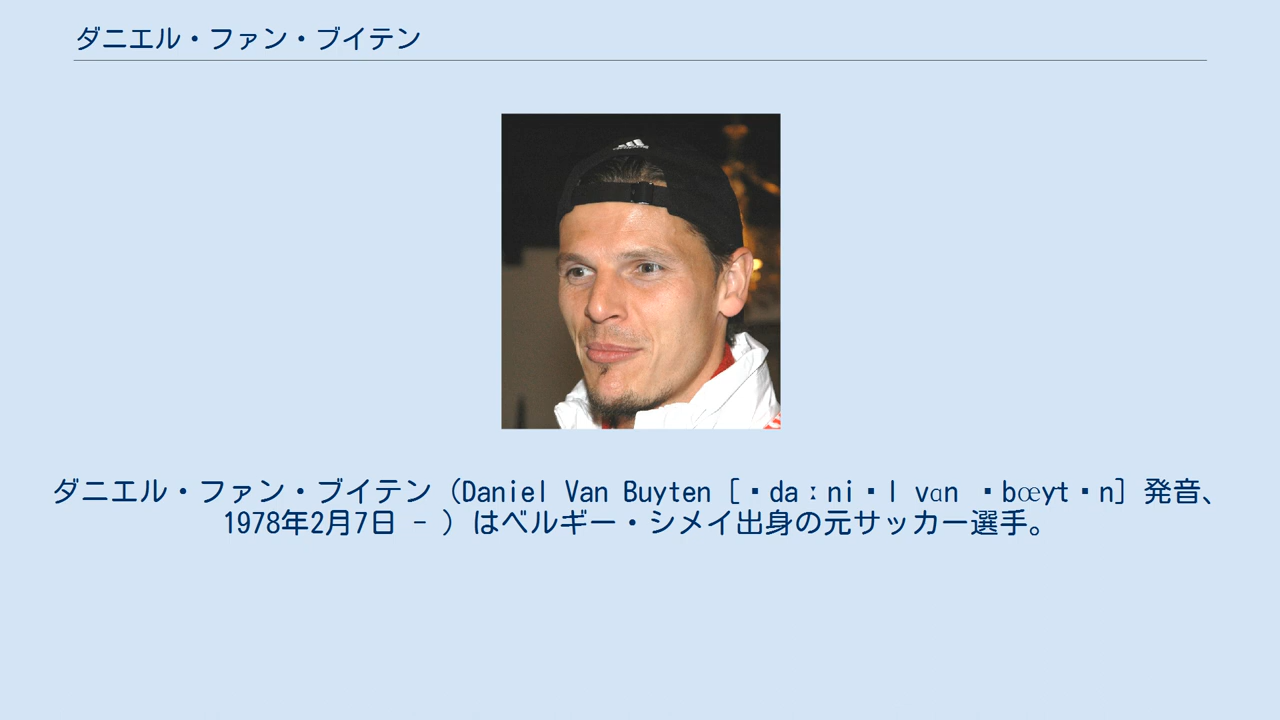 ダニエル・ファン・ブイテン
ダニエル・ファン・ブイテン（Daniel Van Buyten [▪daːni▪l vɑn ▪bœyt▪n] 発音、
1978年2月7日 - ）はベルギー・シメイ出身の元サッカー選手。